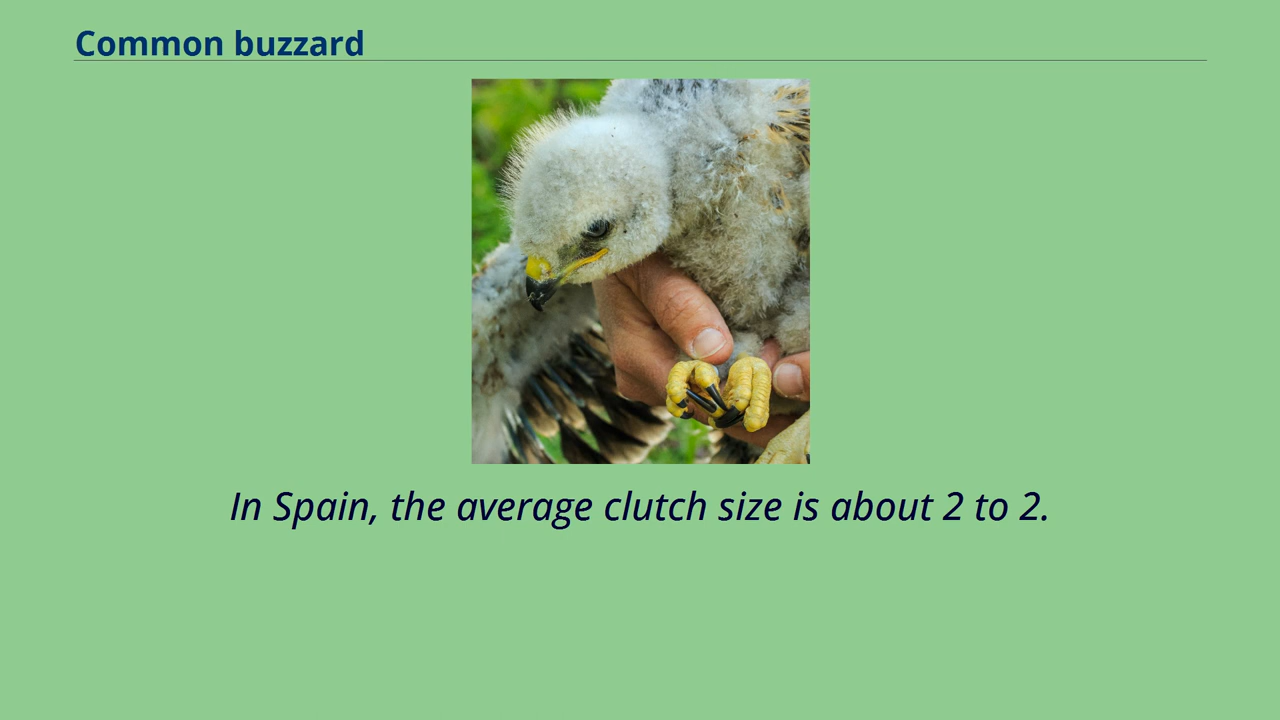 Common buzzard
In Spain, the average clutch size is about 2 to 2.